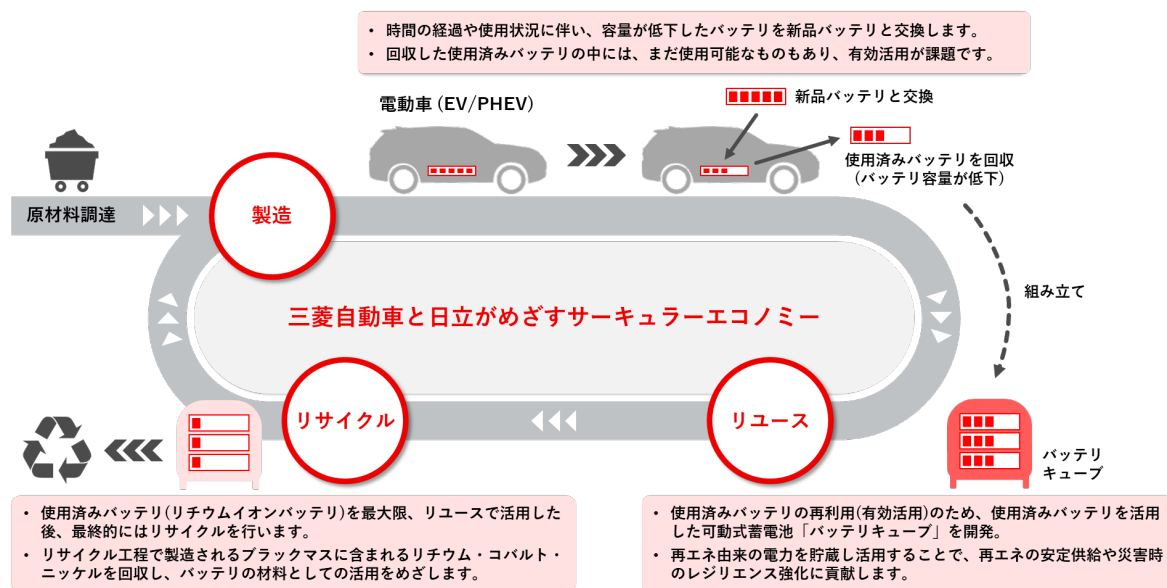 • 時間の経過や使用状況に伴い、容量が低下したバッテリを新品バッテリと交換します。
• 回収した使用済みバッテリの中には、まだ使用可能なものもあり、有効活用が課題です。
電動車 (EV/PHEV)
新品バッテリと交換
使用済みバッテリを回収
(バッテリ容量が低下)
原材料調達
製造
組み立て
三菱自動車と日立がめざすサーキュラーエコノミー
リサイクル
リユース
バッテリ
キューブ
• 使用済みバッテリ(リチウムイオンバッテリ)を最大限、リユースで活用した
後、最終的にはリサイクルを行います。
• リサイクル工程で製造されるブラックマスに含まれるリチウム・コバルト・
ニッケルを回収し、バッテリの材料としての活用をめざします。
• 使用済みバッテリの再利用(有効活用)のため、使用済みバッテリを活用
した可動式蓄電池「バッテリキューブ」を開発。
• 再エネ由来の電力を貯蔵し活用することで、再エネの安定供給や災害時
のレジリエンス強化に貢献します。